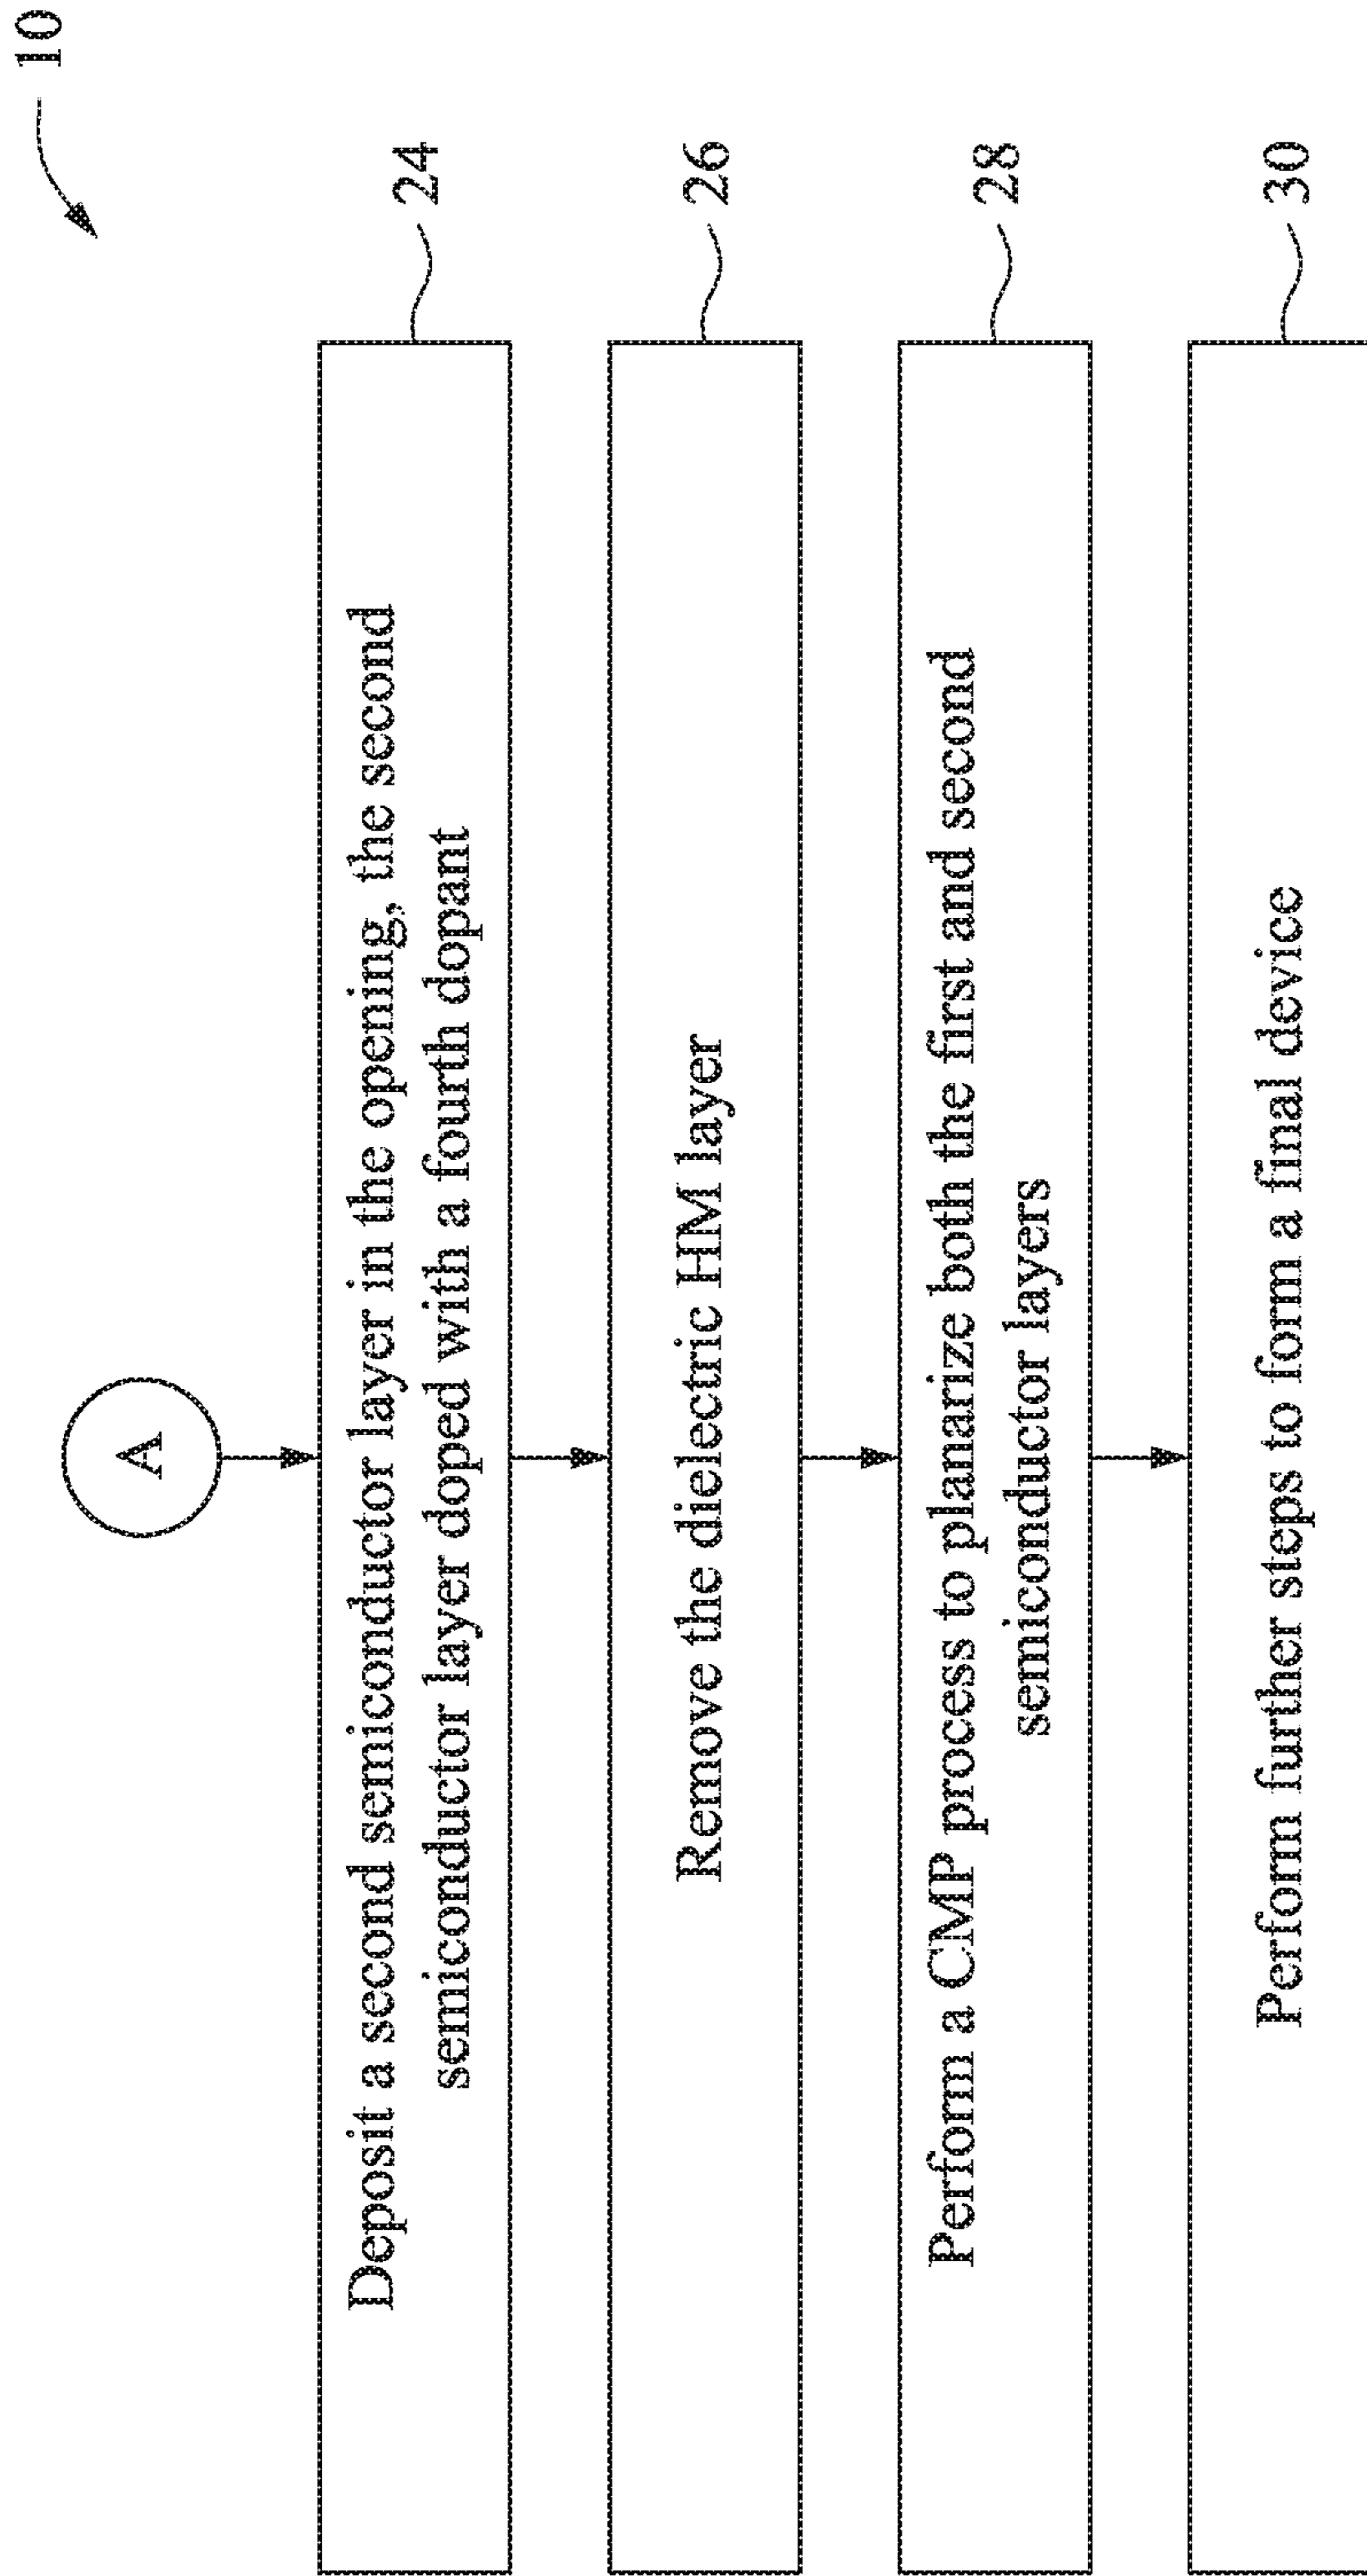 10
A
Deposit a second semiconductor layer in the opening, the second
semiconductor layer doped with a fourth dopant
24
Remove the dielectric HM layer
26
Perform a CMP process to planarize both the first and second
semiconductor layers
28
Perform further steps to form a final device
30